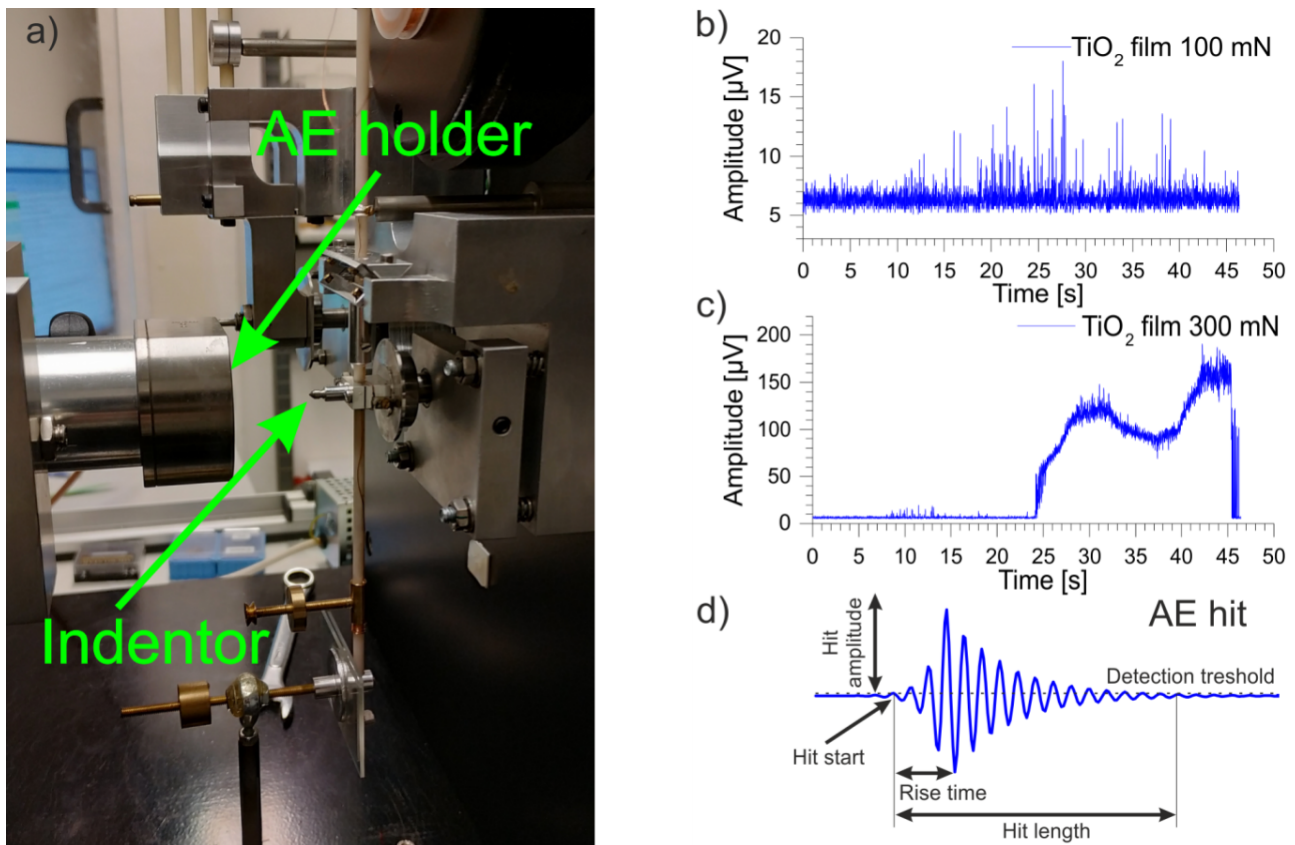 a)
AE holder
Indentor
b)
TiO2 film 100 mN
Amplitude [µV]
20
15
10
5
0 5 10 15 20 25 30 35 40 45 50
Time [s]
c)
TiO2 film 300 mN
Amplitude [µV]
200
150
100
50
0
0 5 10 15 20 25 30 35 40 45 50
Time [s]
d)
AE hit
Hit
amplitude
Detection treshold
Hit start
Rise time
Hit length